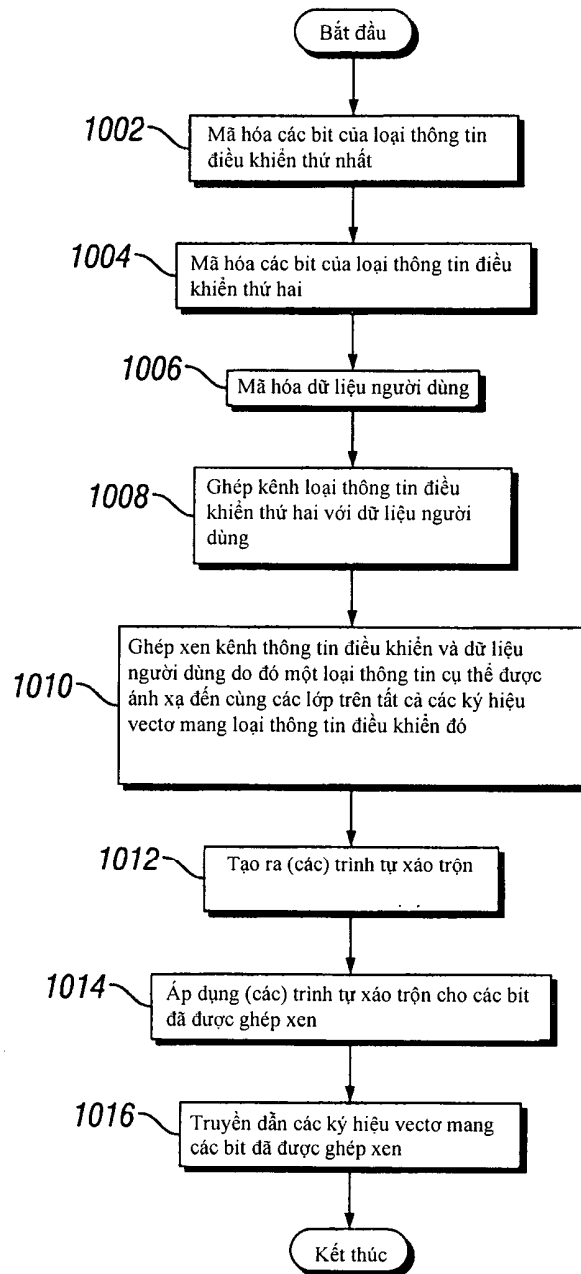 Bắt đầu
1002
Mã hóa các bit của loại thông tin
điều khiển thứ nhất
1004
Mã hóa các bit của loại thông tin điều
khiển thứ hai
1006
Mã hóa dữ liệu người dùng
1008
Ghép kênh loại thông tin điều
khiển thứ hai với dữ liệu người
dùng
1010
Ghép xen kênh thông tin điều khiển và dữ liệu
người dùng do đó một loại thông tin cụ thể được
ánh xạ đến cùng các lớp trên tất cả các ký hiệu
vectơ mang loại thông tin điều khiển đó
1012
Tạo ra (các) trình tự xáo trộn
1014
Áp dụng (các) trình tự xáo trộn cho các bit
đã được ghép xen
1016
Truyền dẫn các ký hiệu vectơ mang
các bit đã được ghép xen
Kết thúc